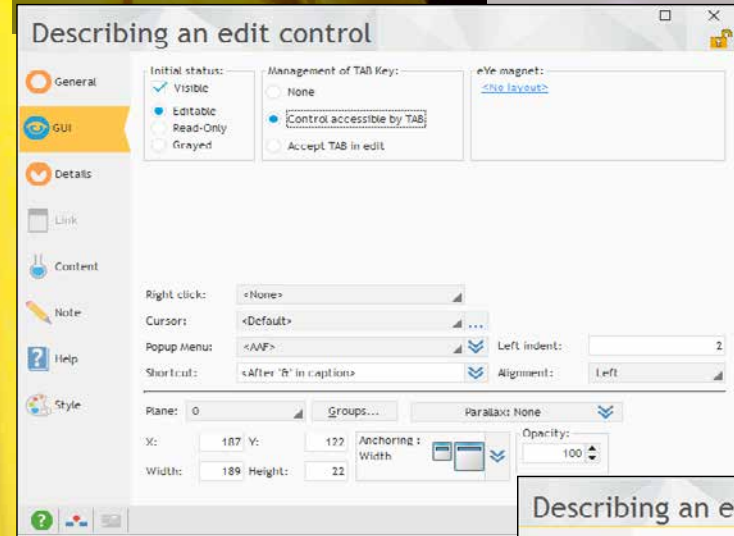 Describing an edit control
General
GUI
Details
Link
Content
Note
Help
Style
Initial status:
Visible
Editable
Read-Only
Grayed
Management of TAB Key:
None
Control accessible by TAB
Accept TAB in edit
eYe magnet:
<No layout>
Right click: <None>
Cursor: <Default> ...
Popup Menu: <AAF> Left indent: 2
Shortcut: <After '&' in caption> Alignment: Left
Plane: 0 Groups... Parallax: None
X: 187 Y: 122 Anchoring : Width Opacity: 100
Width: 189 Height: 22
?
Describing an e